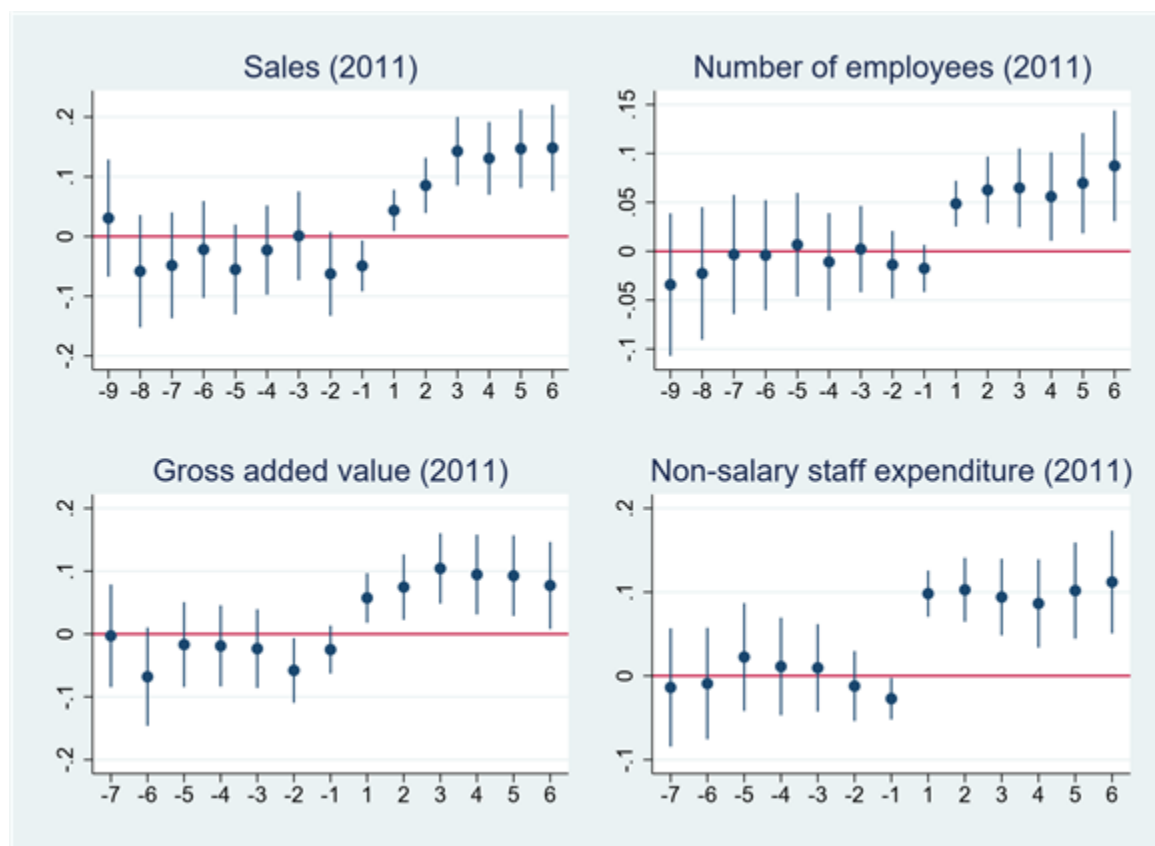 Sales (2011)
.2
.1
0
-.1
-.2
-9 -8 -7 -6 -5 -4 -3 -2 -1 1 2 3 4 5 6
Number of employees (2011)
.15
.1
.05
0
-.05
-.1
-9 -8 -7 -6 -5 -4 -3 -2 -1 1 2 3 4 5 6
Gross added value (2011)
.2
.1
0
-.1
-.2
-7 -6 -5 -4 -3 -2 -1 1 2 3 4 5 6
Non-salary staff expenditure (2011)
.2
.1
0
-.1
-7 -6 -5 -4 -3 -2 -1 1 2 3 4 5 6